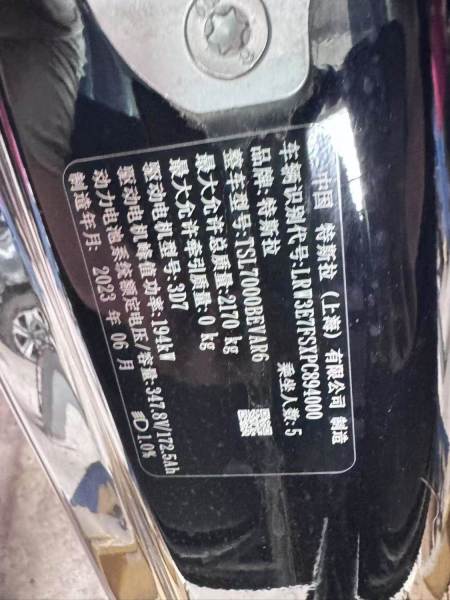 中国 特斯拉（上海）有限公司 制造
车辆识别代号:LRW3E7FSXPC894000
品牌:特斯拉 乘坐人数:5
整车型号:TSL7000BEVAR6
最大允许总质量:2170 kg
最大允许牵引质量:0 kg
驱动电机型号:3D7
驱动电机峰值功率:194kW
动力电池系统额定电压/容量:347.8V/172.5Ah
制造年月: 2023 年 06 月 1.0%